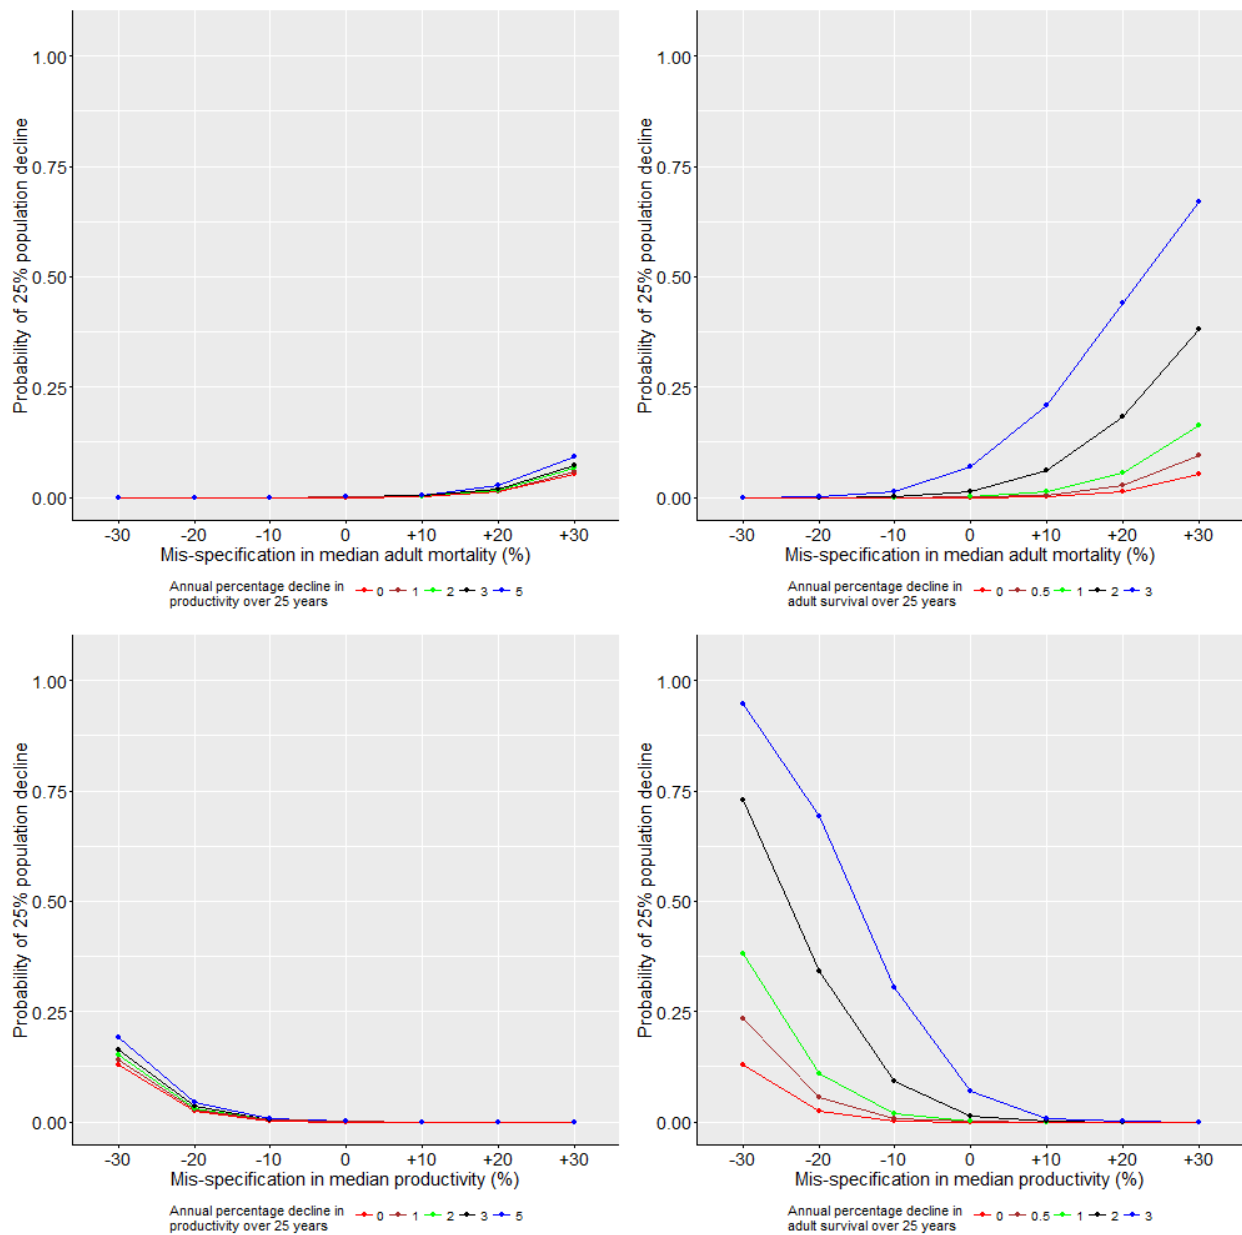 Probability of 25% population decline
1.00
0.75
0.50
0.25
0.00
-30 -20 -10 0 +10 +20 +30
Mis-specification in median adult mortality (%)
Annual percentage decline in
productivity over 25 years
0 1 2 3 5
Probability of 25% population decline
1.00
0.75
0.50
0.25
0.00
-30 -20 -10 0 +10 +20 +30
Mis-specification in median adult mortality (%)
Annual percentage decline in
adult survival over 25 years
0 0.5 1 2 3
Probability of 25% population decline
1.00
0.75
0.50
0.25
0.00
-30 -20 -10 0 +10 +20 +30
Mis-specification in median productivity (%)
Annual percentage decline in
productivity over 25 years
0 1 2 3 5
Probability of 25% population decline
1.00
0.75
0.50
0.25
0.00
-30 -20 -10 0 +10 +20 +30
Mis-specification in median productivity (%)
Annual percentage decline in
adult survival over 25 years
0 0.5 1 2 3